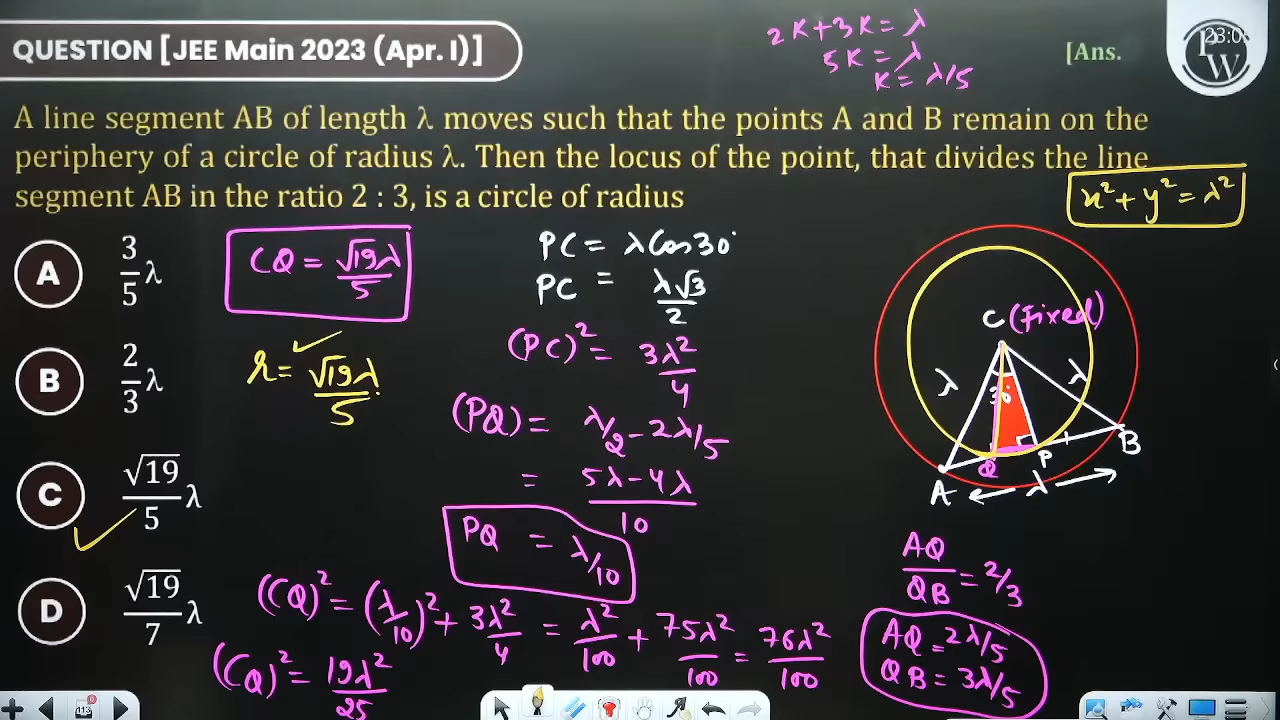 2K+3K = λ
5K = λ
K = λ/5
QUESTION [JEE Main 2023 (Apr. I)]
[Ans.
23:0
W
A line segment AB of length λ moves such that the points A and B remain on the
periphery of a circle of radius λ. Then the locus of the point, that divides the line
segment AB in the ratio 2 : 3, is a circle of radius
x² + y² = λ²
A 3/5 λ
B 2/3 λ
C √19/5 λ
D √19/7 λ
CQ = √19λ/5
r = √19λ/5
PC = λ Cos30°
PC = λ√3/2
(PC)² = 3λ²/4
(PQ) = λ/2 - 2λ/5
= 5λ-4λ/10
PQ = λ/10
(CQ)² = (λ/10)² + 3λ²/4 = λ²/100 + 75λ²/100 = 76λ²/100
(CQ)² = 19λ²/25
C (Fixed)
λ
λ
30°
Q
P
B
A
λ
AQ/QB = 2/3
AQ = 2λ/5
QB = 3λ/5
113